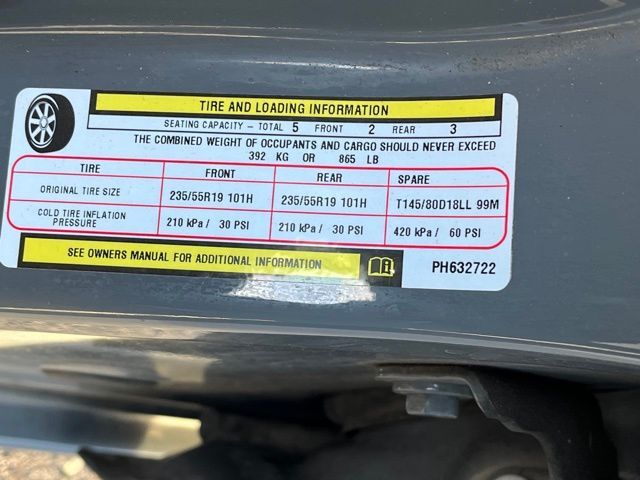 TIRE AND LOADING INFORMATION
SEATING CAPACITY - TOTAL 5 FRONT 2 REAR 3
THE COMBINED WEIGHT OF OCCUPANTS AND CARGO SHOULD NEVER EXCEED
392 KG OR 865 LB
TIRE FRONT REAR SPARE
ORIGINAL TIRE SIZE 235/55R19 101H 235/55R19 101H T145/80D18LL 99M
COLD TIRE INFLATION PRESSURE 210 kPa / 30 PSI 210 kPa / 30 PSI 420 kPa / 60 PSI
SEE OWNERS MANUAL FOR ADDITIONAL INFORMATION
PH632722